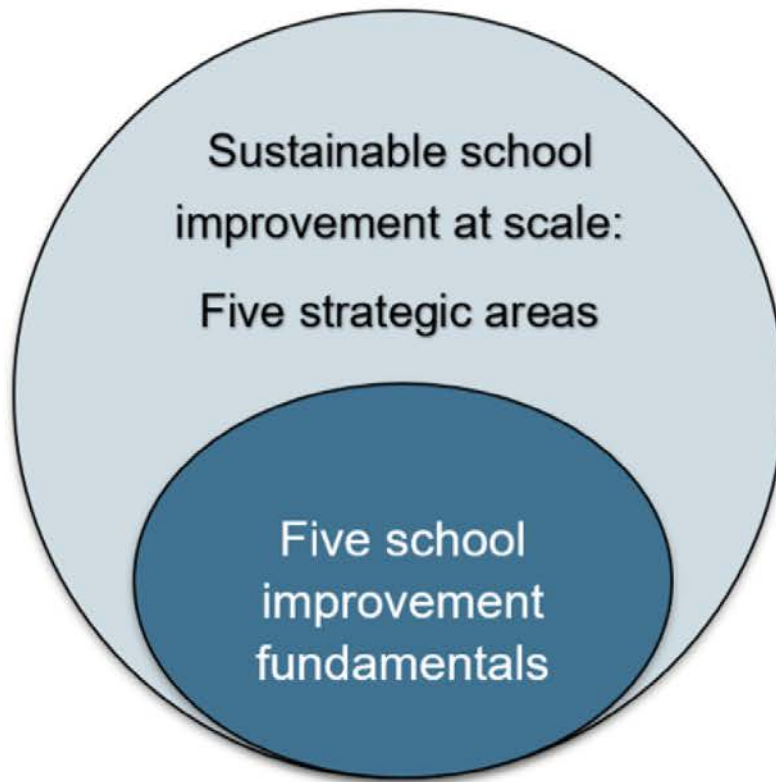 Sustainable school
improvement at scale:
Five strategic areas
Five school
improvement
fundamentals